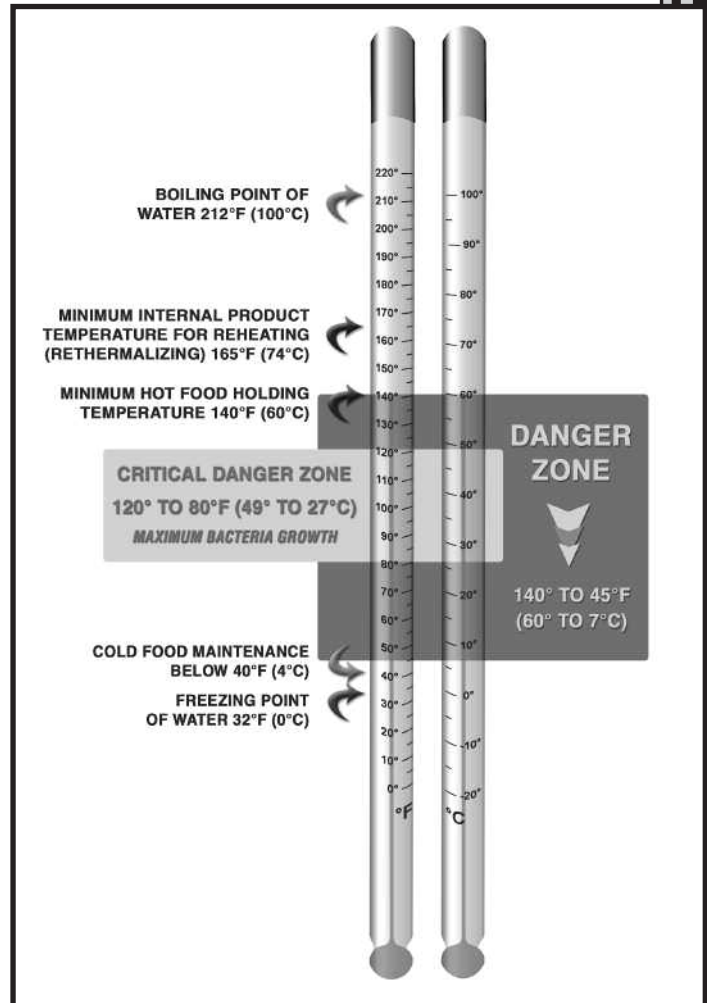 BOILING POINT OF
WATER 212°F (100°C)
MINIMUM INTERNAL PRODUCT
TEMPERATURE FOR REHEATING
(RETHERMALIZING) 165°F (74°C)
MINIMUM HOT FOOD HOLDING
TEMPERATURE 140°F (60°C)
CRITICAL DANGER ZONE
120° TO 80°F (49° TO 27°C)
MAXIMUM BACTERIA GROWTH
COLD FOOD MAINTENANCE
BELOW 40°F (4°C)
FREEZING POINT
OF WATER 32°F (0°C)
220°
210°
200°
190°
180°
170°
160°
150°
140°
130°
120°
110°
100°
90°
80°
70°
60°
50°
40°
30°
20°
10°
0°
°F
100°
90°
80°
70°
60°
50°
40°
30°
20°
10°
0°
-10°
-20°
°C
DANGER
ZONE
140° TO 45°F
(60° TO 7°C)